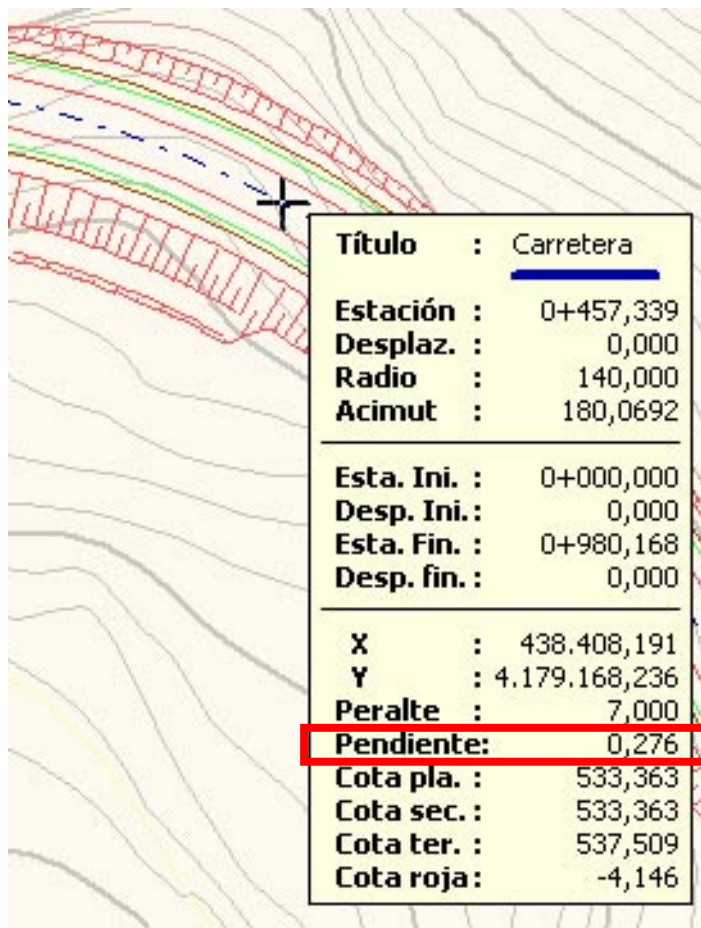 Título : Carretera
Estación : 0+457,339
Desplaz. : 0,000
Radio : 140,000
Acimut : 180,0692
Esta. Ini. : 0+000,000
Desp. Ini. : 0,000
Esta. Fin. : 0+980,168
Desp. fin. : 0,000
X : 438.408,191
Y : 4.179.168,236
Peralte : 7,000
Pendiente: 0,276
Cota pla. : 533,363
Cota sec. : 533,363
Cota ter. : 537,509
Cota roja : -4,146